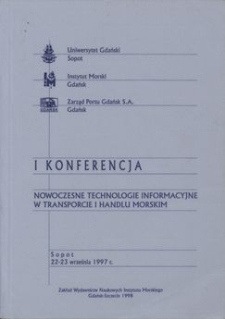 Uniwersytet Gdański
Sopot
Instytut Morski
Gdańsk
Zarząd Portu Gdańsk S.A.
Gdańsk
I KONFERENCJA
NOWOCZESNE TECHNOLOGIE INFORMACYJNE
W TRANSPORCIE I HANDLU MORSKIM
Sopot
22-23 września 1997 r.
Zakład Wydawnictw Naukowych Instytutu Morskiego
Gdańsk-Szczecin 1998